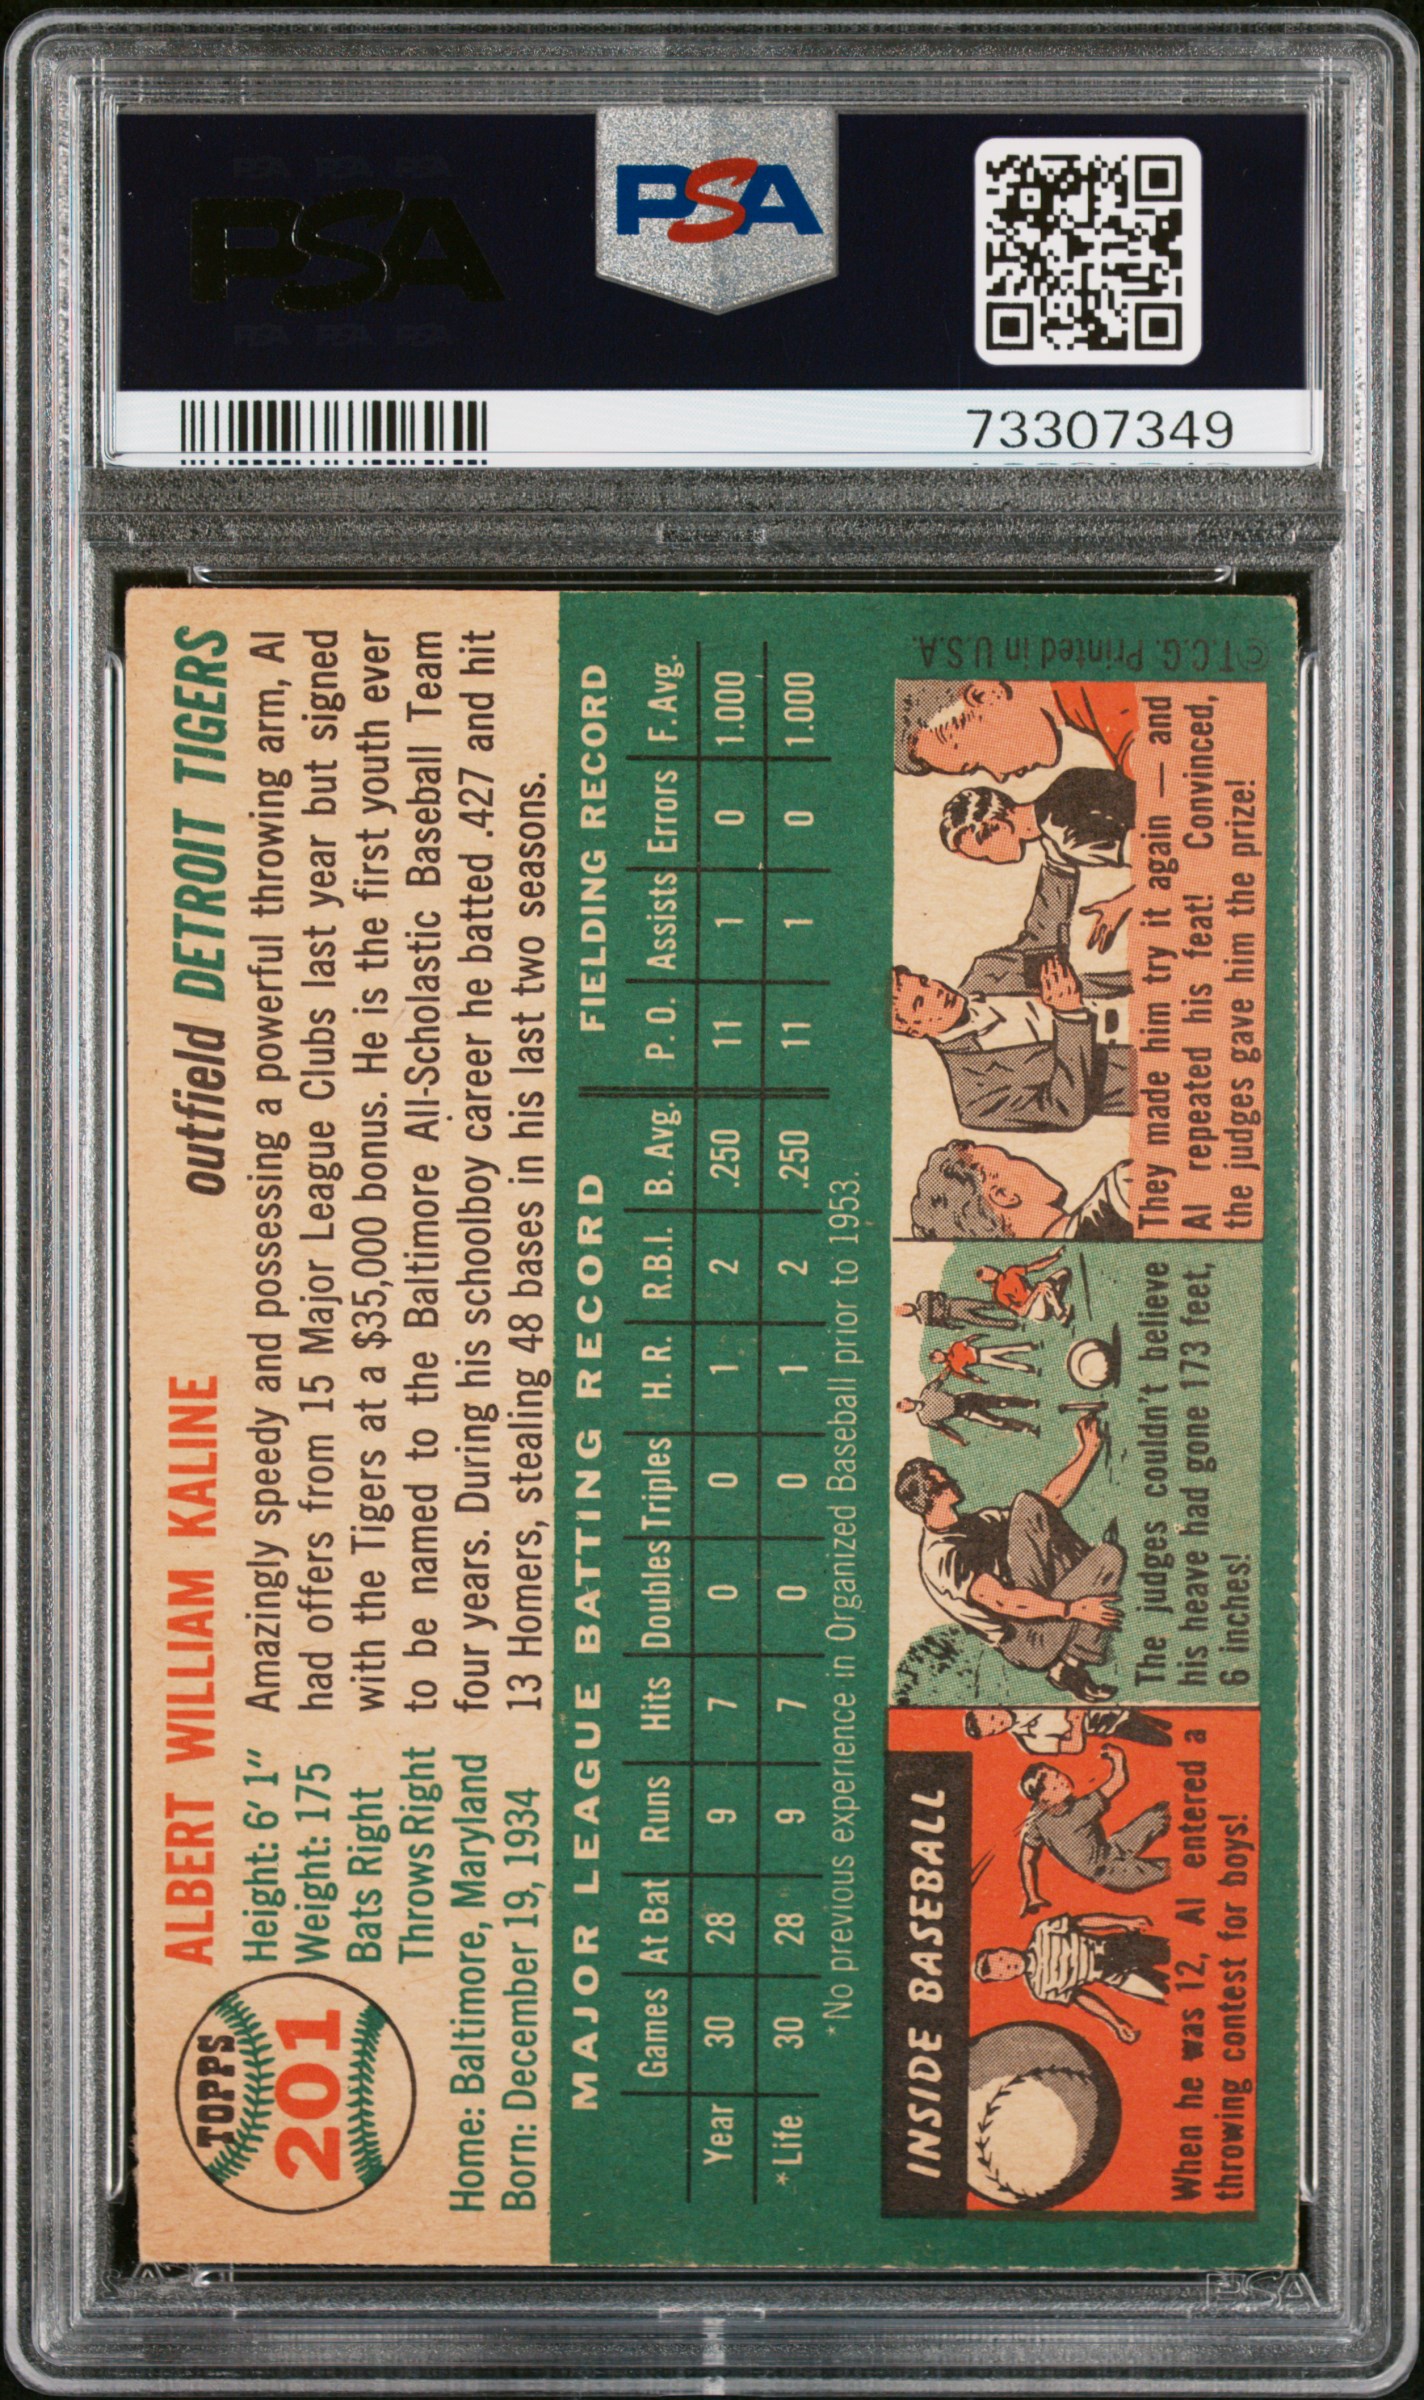 PSA
PSA
73307349
TOPPS
201
ALBERT WILLIAM KALINE
outfield DETROIT TIGERS
Height: 6' 1"
Weight: 175
Bats Right
Throws Right
Home: Baltimore, Maryland
Born: December 19, 1934
Amazingly speedy and possessing a powerful throwing arm, Al
had offers from 15 Major League Clubs last year but signed
with the Tigers at a $35,000 bonus. He is the first youth ever
to be named to the Baltimore All-Scholastic Baseball Team
four years. During his schoolboy career he batted .427 and hit
13 Homers, stealing 48 bases in his last two seasons.
MAJOR LEAGUE BATTING RECORD FIELDING RECORD
Games At Bat Runs Hits Doubles Triples H. R. R.B.I. B. Avg. P. O. Assists Errors F. Avg.
Year 30 28 9 7 0 0 1 2 .250 11 1 0 1.000
*Life 30 28 9 7 0 0 1 2 .250 11 1 0 1.000
*No previous experience in Organized Baseball prior to 1953.
INSIDE BASEBALL
When he was 12, Al entered a
throwing contest for boys!
The judges couldn't believe
his heave had gone 173 feet,
6 inches!
They made him try it again — and
Al repeated his feat! Convinced,
the judges gave him the prize!
©T.C.G. Printed in U.S.A.
PSA